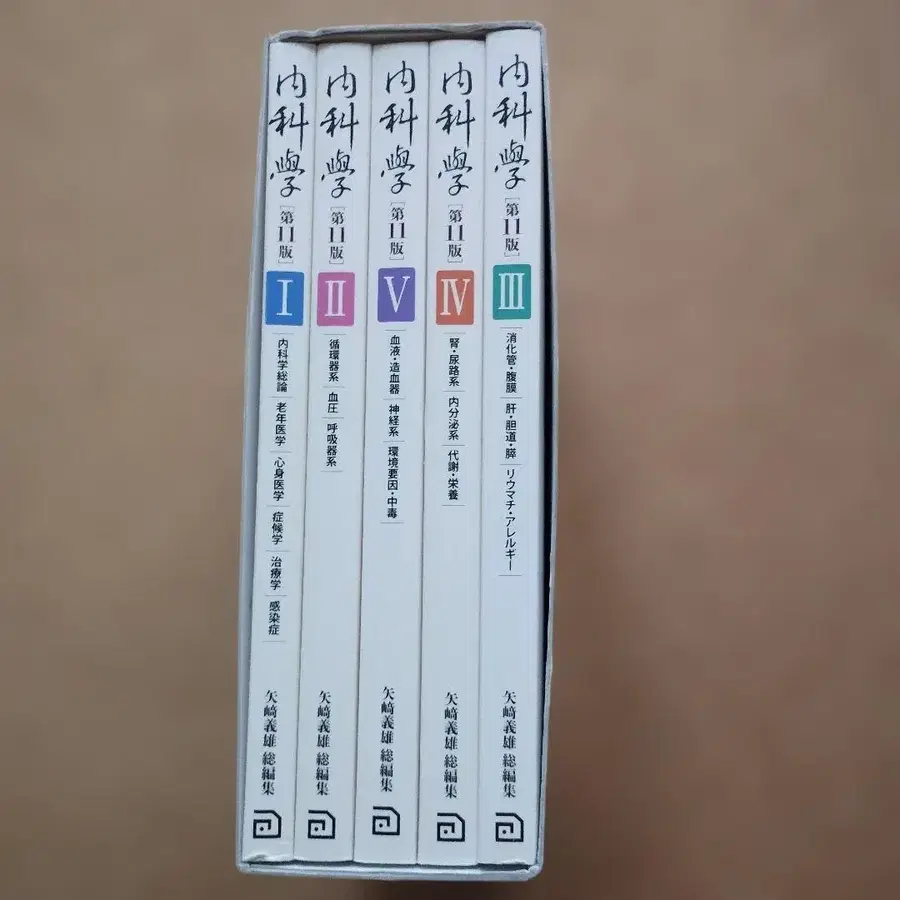 内科學
[第11版]
I
内科学総論
老年医学
心身医学
症候学
治療学
感染症
矢﨑義雄 総編集
内科學
[第11版]
II
循環器系
血圧
呼吸器系
矢﨑義雄 総編集
内科學
[第11版]
V
血液・造血器
神経系
環境要因・中毒
矢﨑義雄 総編集
内科學
[第11版]
IV
腎・尿路系
内分泌系
代謝・栄養
矢﨑義雄 総編集
内科學
[第11版]
III
消化管・腹膜
肝・胆道・膵
リウマチ・アレルギー
矢﨑義雄 総編集